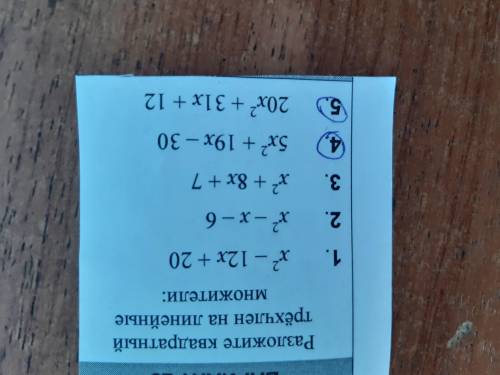 Разложите квадратный
трёхчлен на линейные
множители:
1. x² − 12x + 20
2. x² − x − 6
3. x² + 8x + 7
4. 5x² + 19x − 30
5. 20x² + 31x + 12